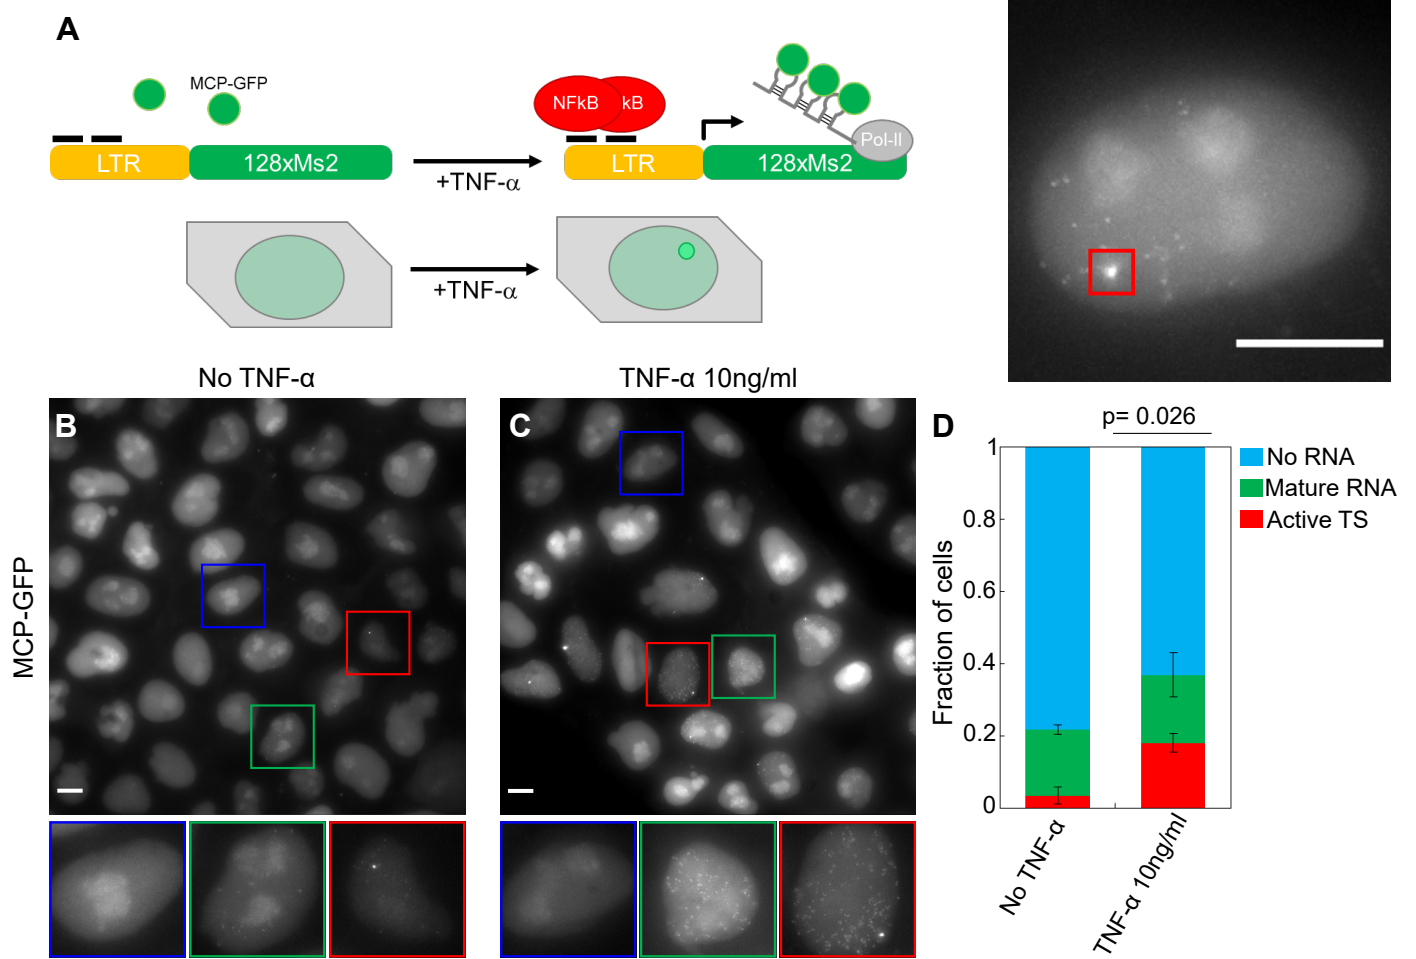 A
MCP-GFP
LTR
128xMs2
+TNF-α
NFkB
kB
LTR
128xMs2
Pol-II
+TNF-α
No TNF-α
TNF-α 10ng/ml
MCP-GFP
B
C
D
p= 0.026
Fraction of cells
1
0.8
0.6
0.4
0.2
0
No TNF-α
TNF-α 10ng/ml
No RNA
Mature RNA
Active TS